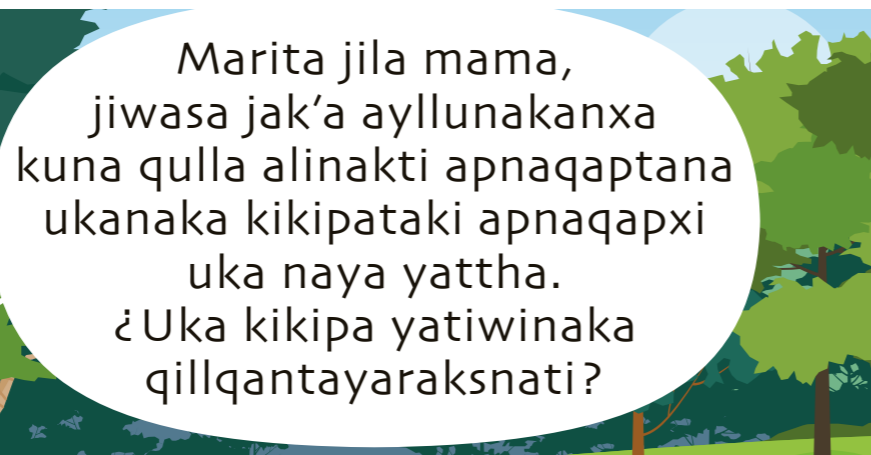 Marita jila mama,
jiwasa jak’a ayllunakanxa
kuna qulla alinakti apnaqaptana
ukanaka kikipataki apnaqapxi
uka naya yattha.
¿Uka kikipa yatiwinaka
qillqantayaraksnati?